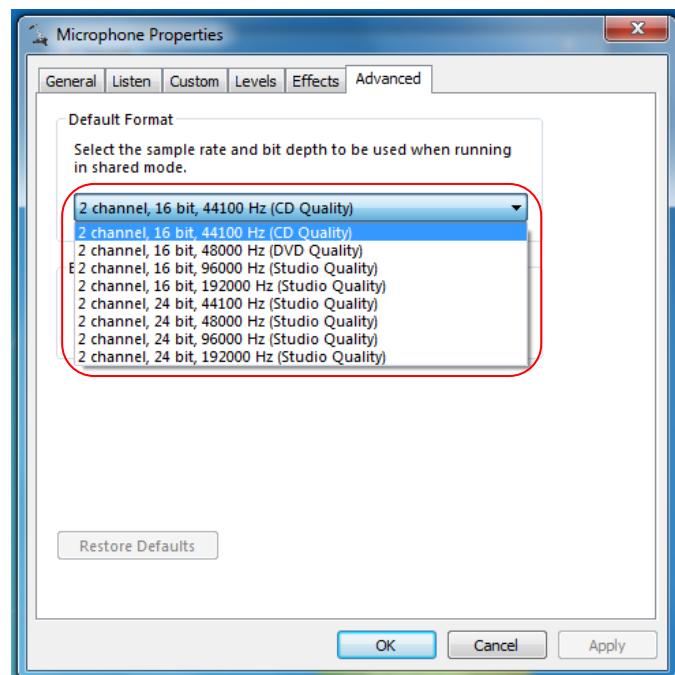 Microphone Properties
General Listen Custom Levels Effects Advanced
Default Format
Select the sample rate and bit depth to be used when running
in shared mode.
2 channel, 16 bit, 44100 Hz (CD Quality)
2 channel, 16 bit, 44100 Hz (CD Quality)
2 channel, 16 bit, 48000 Hz (DVD Quality)
E 2 channel, 16 bit, 96000 Hz (Studio Quality)
2 channel, 16 bit, 192000 Hz (Studio Quality)
2 channel, 24 bit, 44100 Hz (Studio Quality)
2 channel, 24 bit, 48000 Hz (Studio Quality)
2 channel, 24 bit, 96000 Hz (Studio Quality)
2 channel, 24 bit, 192000 Hz (Studio Quality)
Restore Defaults
OK Cancel Apply